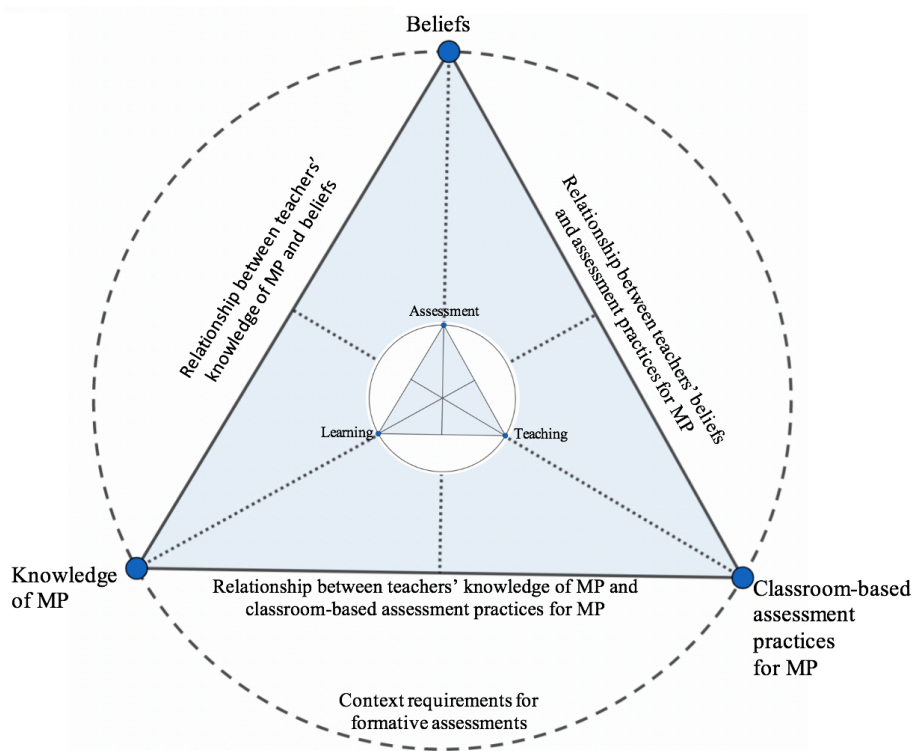 Beliefs
Relationship between teachers’
knowledge of MP and beliefs
Relationship between teachers’ beliefs
and assessment practices for MP
Assessment
Learning
Teaching
Knowledge
of MP
Relationship between teachers’ knowledge of MP and
classroom-based assessment practices for MP
Classroom-based
assessment
practices
for MP
Context requirements for
formative assessments